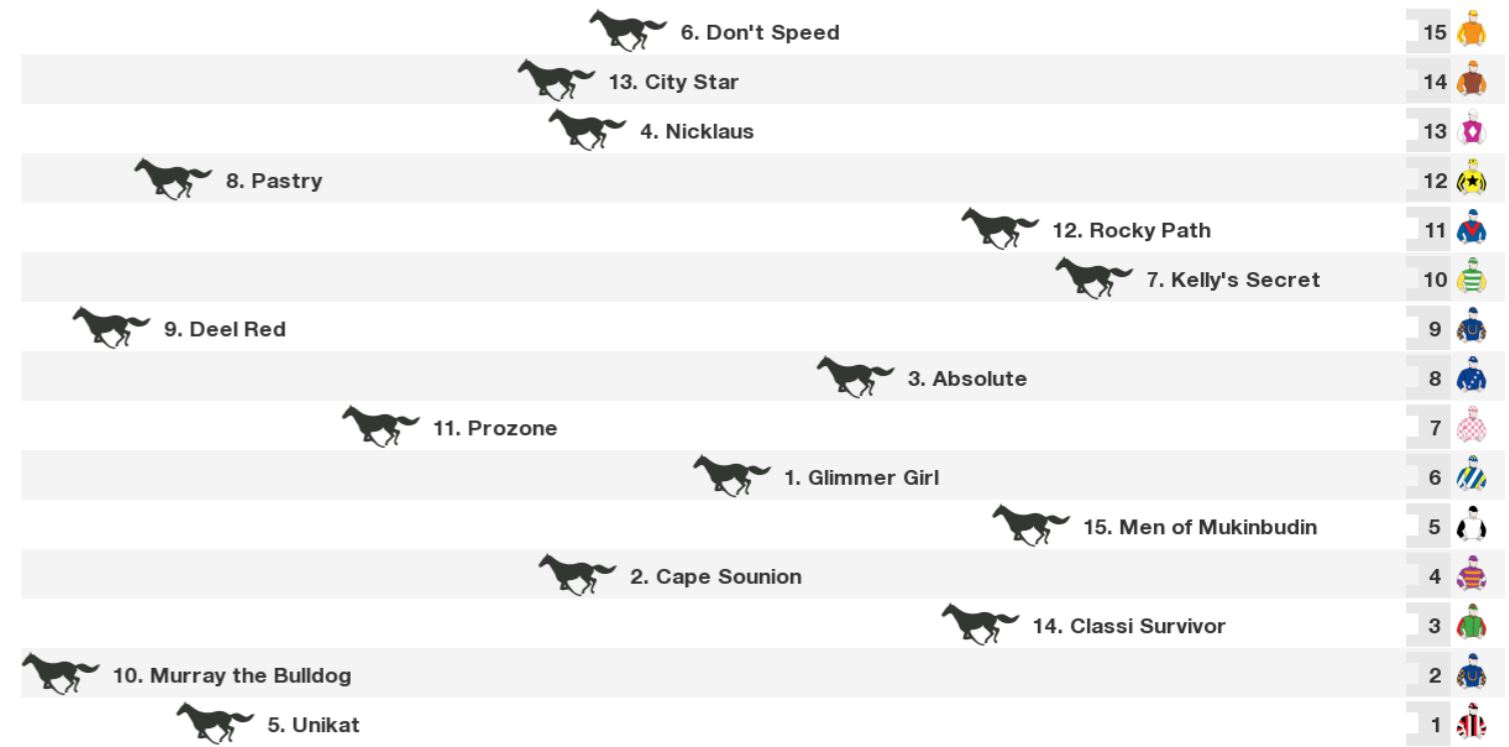 6. Don't Speed 15
13. City Star 14
4. Nicklaus 13
8. Pastry 12
12. Rocky Path 11
7. Kelly's Secret 10
9. Deel Red 9
3. Absolute 8
11. Prozone 7
1. Glimmer Girl 6
15. Men of Mukinbudin 5
2. Cape Sounion 4
14. Classi Survivor 3
10. Murray the Bulldog 2
5. Unikat 1